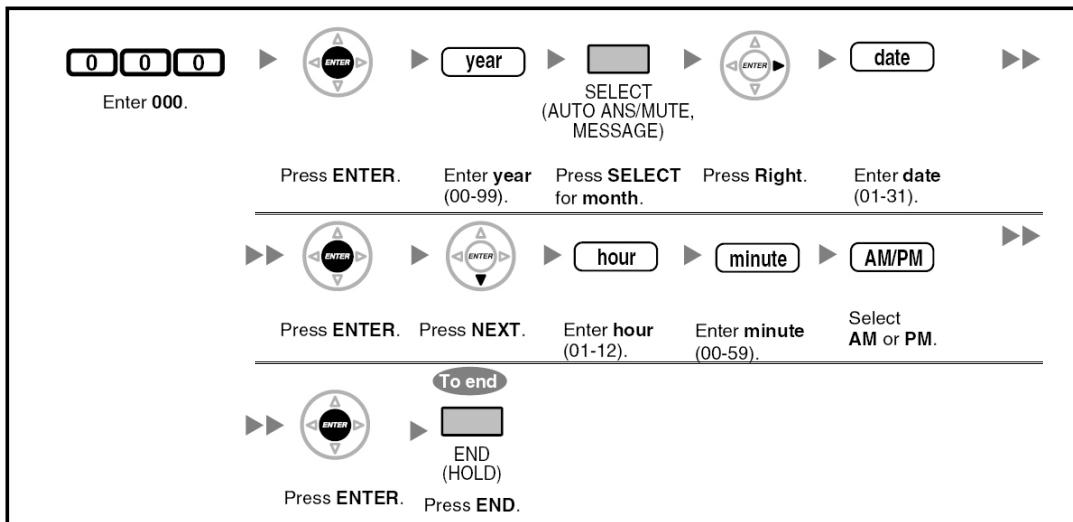 0 0 0
Enter 000.
ENTER
Press ENTER.
year
Enter year
(00-99).
SELECT
(AUTO ANS/MUTE,
MESSAGE)
Press SELECT
for month.
ENTER
Press Right.
date
Enter date
(01-31).
ENTER
Press ENTER.
ENTER
Press NEXT.
hour
Enter hour
(01-12).
minute
Enter minute
(00-59).
AM/PM
Select
AM or PM.
ENTER
Press ENTER.
To end
END
(HOLD)
Press END.